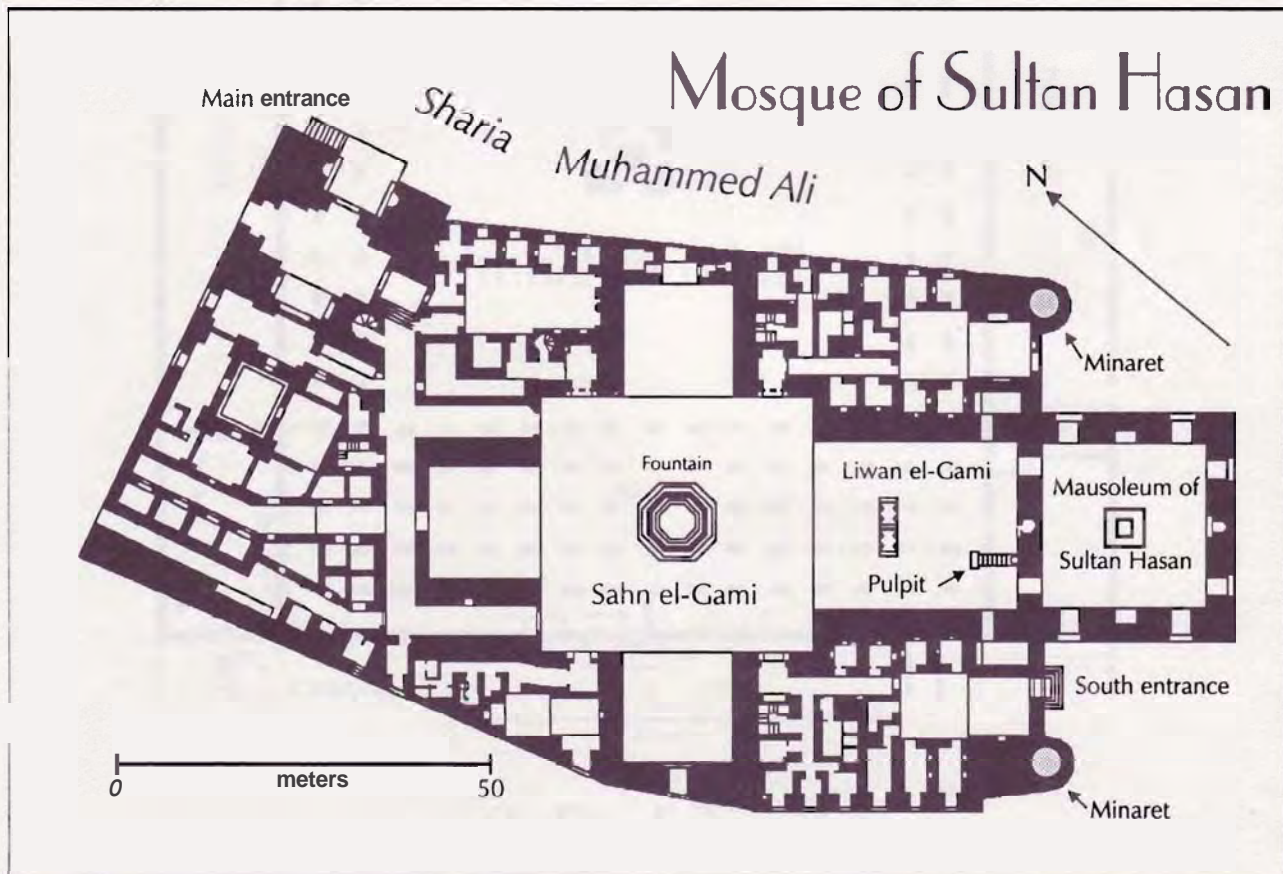 Mosque of Sultan Hasan
Main entrance
Sharia
Muhammed Ali
N
Minaret
Fountain
Liwan el-Gami
Mausoleum of
Sultan Hasan
Pulpit
Sahn el-Gami
South entrance
meters
0 50
Minaret